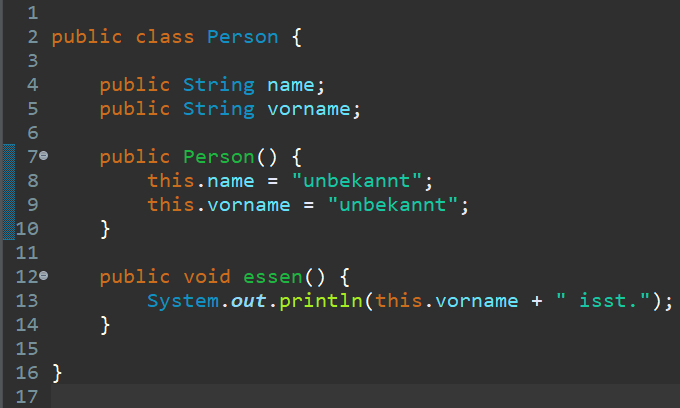 1
2 public class Person {
3
4     public String name;
5     public String vorname;
6
7     public Person() {
8         this.name = "unbekannt";
9         this.vorname = "unbekannt";
10     }
11
12     public void essen() {
13         System.out.println(this.vorname + " isst.");
14     }
15
16 }
17